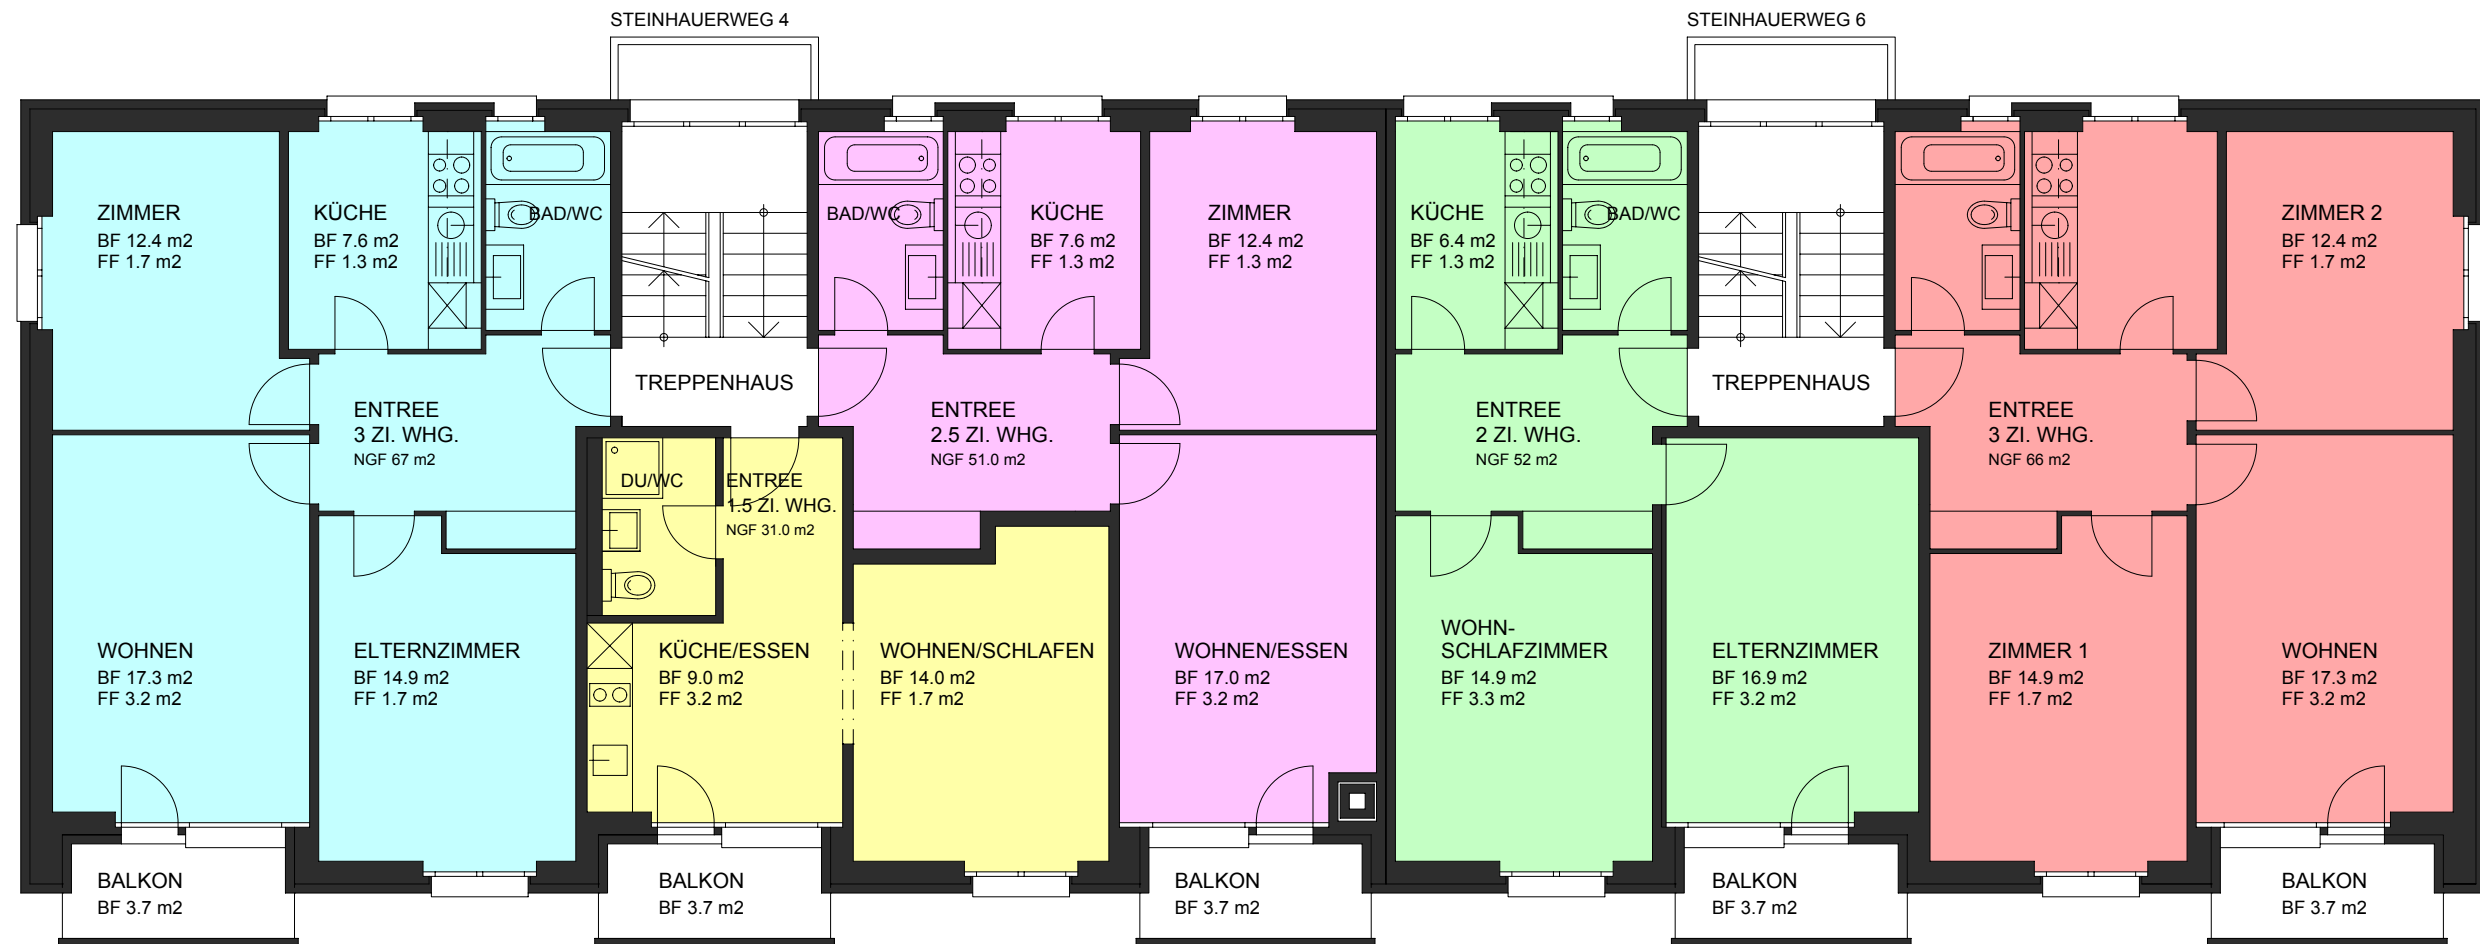 STEINHAUERWEG 4
STEINHAUERWEG 6
ZIMMER
BF 12.4 m2
FF 1.7 m2
KÜCHE
BF 7.6 m2
FF 1.3 m2
BAD/WC
BAD/WC
KÜCHE
BF 7.6 m2
FF 1.3 m2
ZIMMER
BF 12.4 m2
FF 1.3 m2
KÜCHE
BF 6.4 m2
FF 1.3 m2
BAD/WC
ZIMMER 2
BF 12.4 m2
FF 1.7 m2
TREPPENHAUS
TREPPENHAUS
ENTREE
3 ZI. WHG.
NGF 67 m2
ENTREE
2.5 ZI. WHG.
NGF 51.0 m2
ENTREE
2 ZI. WHG.
NGF 52 m2
ENTREE
3 ZI. WHG.
NGF 66 m2
DU/WC
ENTREE
1.5 ZI. WHG.
NGF 31.0 m2
WOHNEN
BF 17.3 m2
FF 3.2 m2
ELTERNZIMMER
BF 14.9 m2
FF 1.7 m2
KÜCHE/ESSEN
BF 9.0 m2
FF 3.2 m2
WOHNEN/SCHLAFEN
BF 14.0 m2
FF 1.7 m2
WOHNEN/ESSEN
BF 17.0 m2
FF 3.2 m2
WOHN-
SCHLAFZIMMER
BF 14.9 m2
FF 3.3 m2
ELTERNZIMMER
BF 16.9 m2
FF 3.2 m2
ZIMMER 1
BF 14.9 m2
FF 1.7 m2
WOHNEN
BF 17.3 m2
FF 3.2 m2
BALKON
BF 3.7 m2
BALKON
BF 3.7 m2
BALKON
BF 3.7 m2
BALKON
BF 3.7 m2
BALKON
BF 3.7 m2